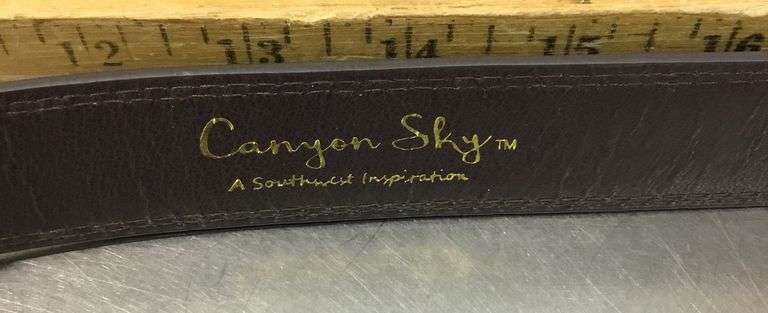 12 13 14 15 16
Canyon Sky™
A Southwest Inspiration